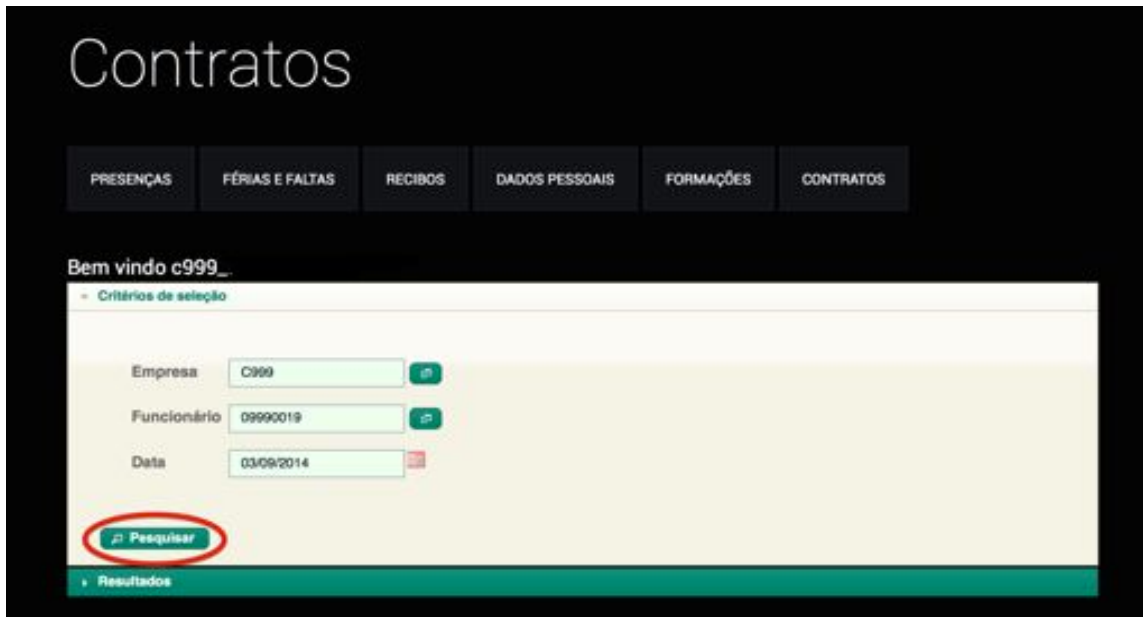 Contratos
PRESENÇAS FÉRIAS E FALTAS RECIBOS DADOS PESSOAIS FORMAÇÕES CONTRATOS
Bem vindo c999_.
Critérios de seleção
Empresa C999
Funcionário 09990019
Data 03/09/2014
Pesquisar
Resultados